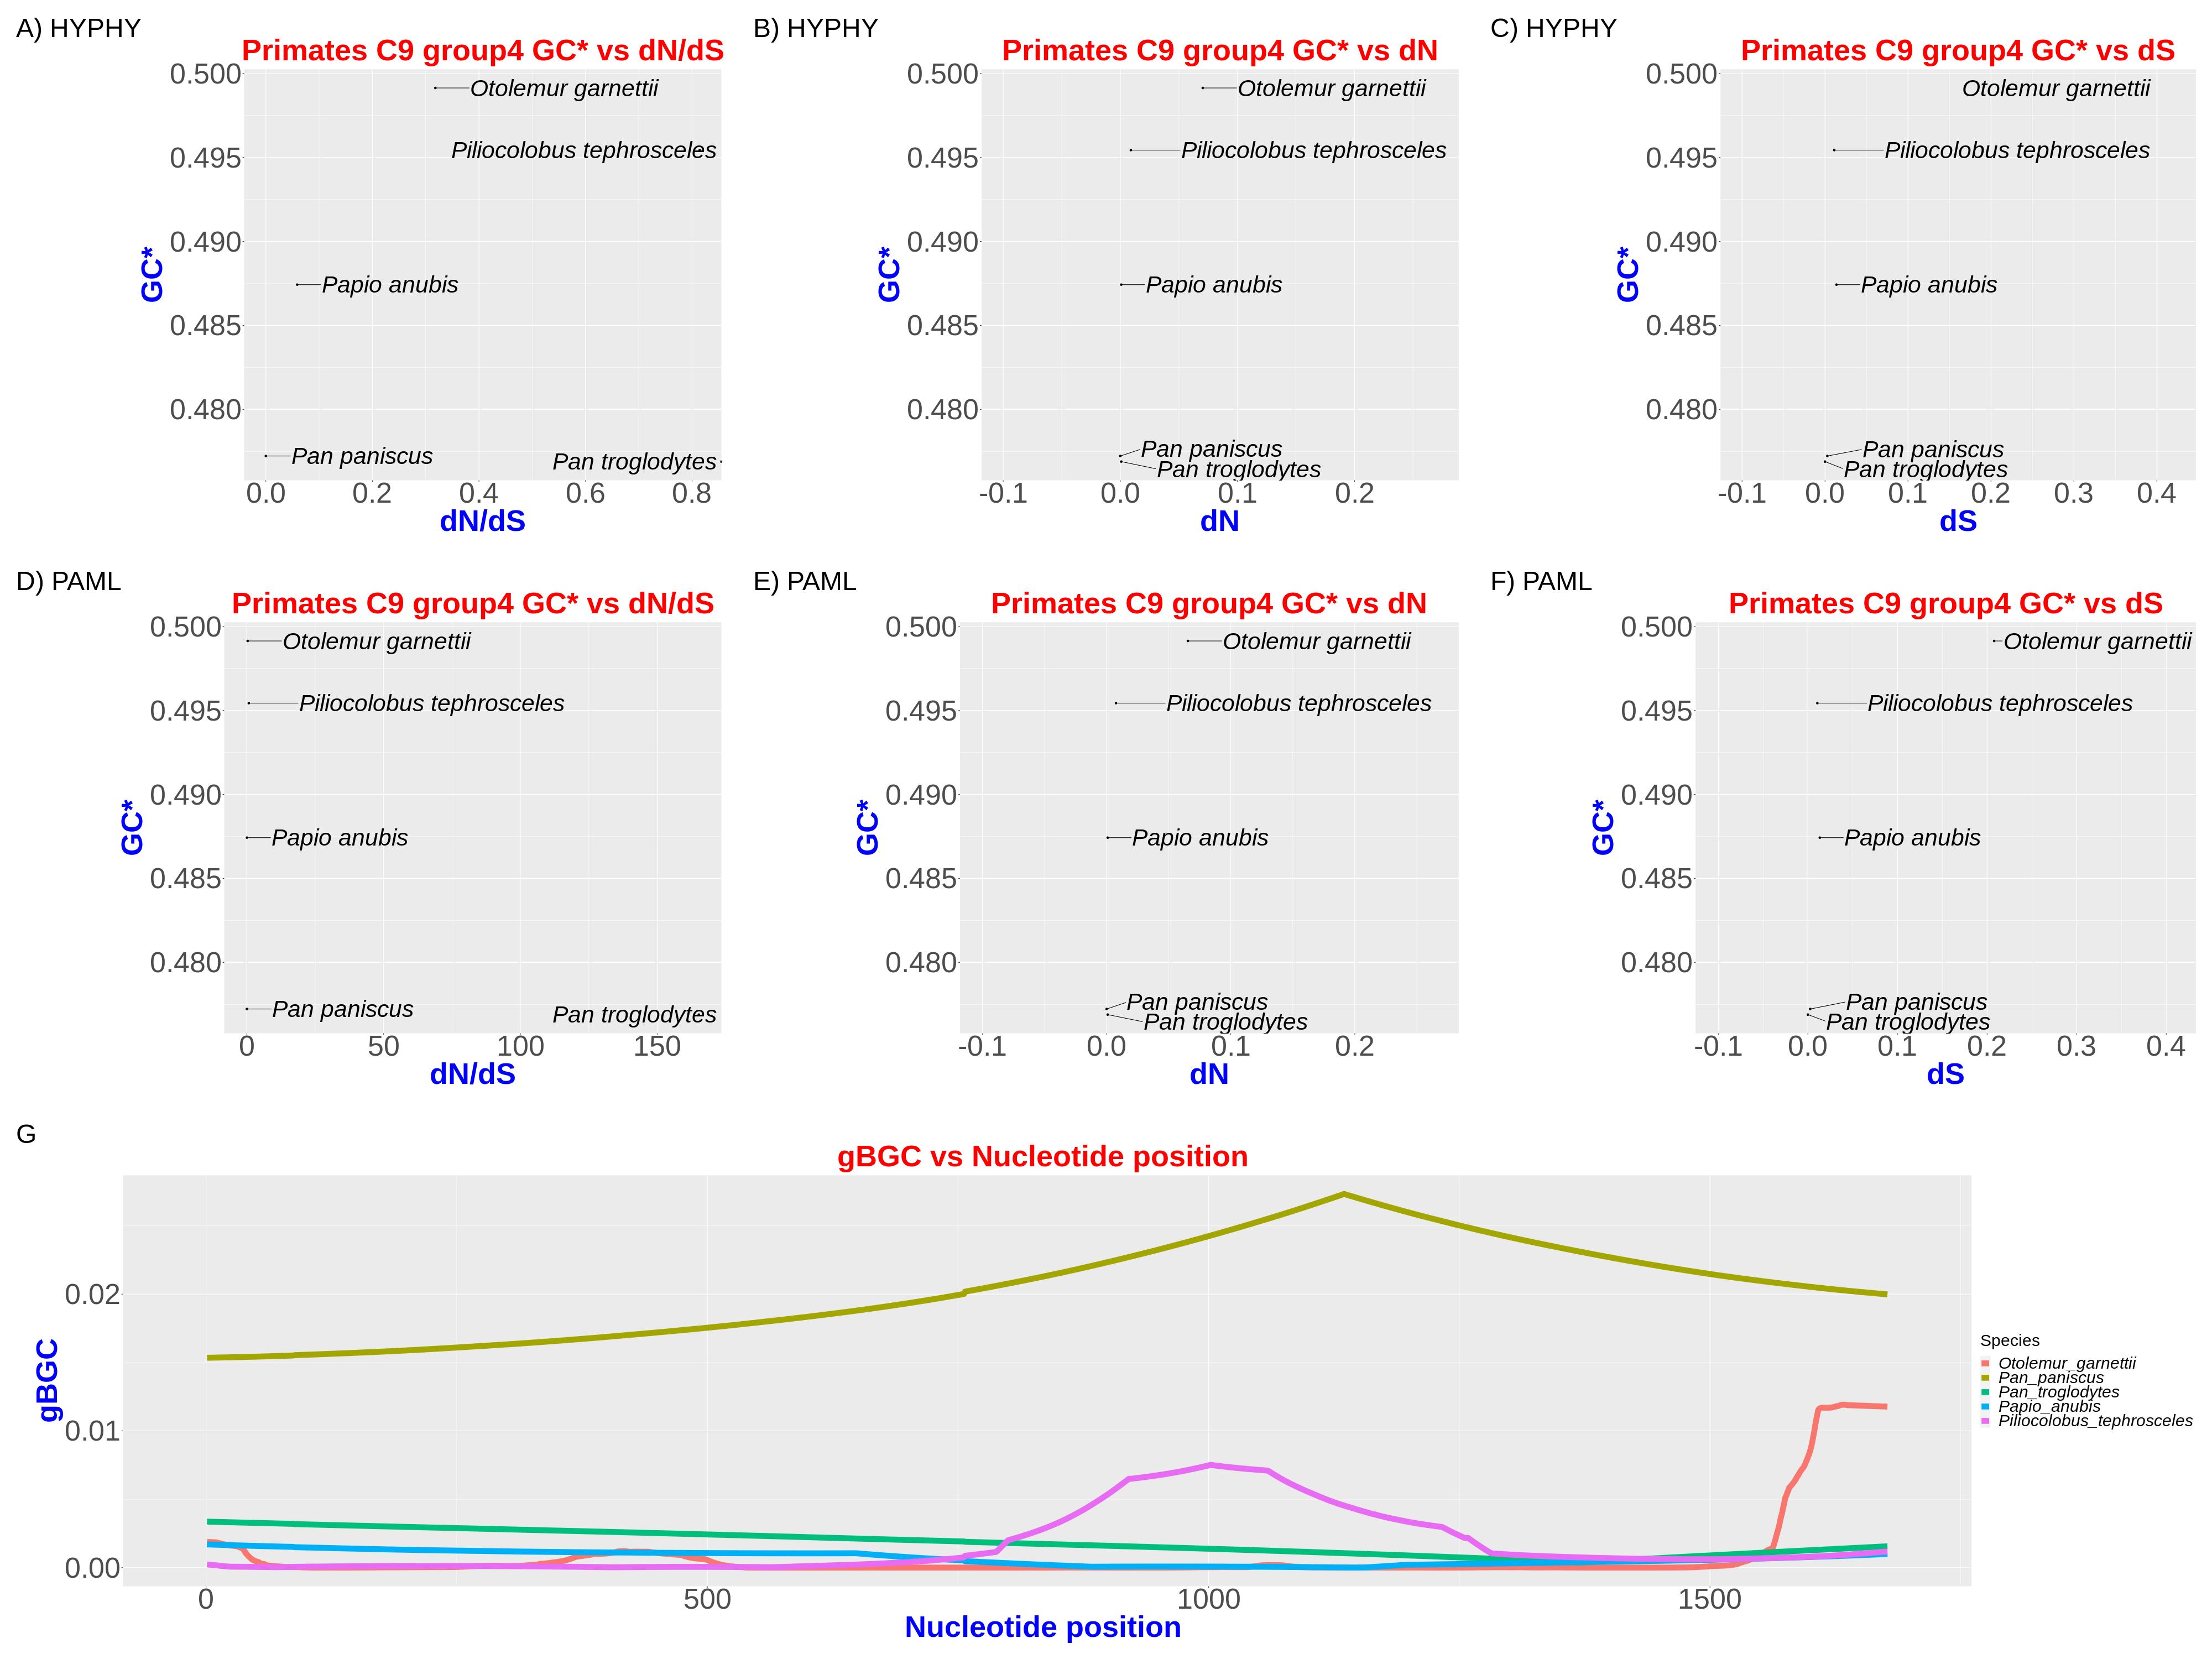 A) HYPHY
Primates C9 group4 GC* vs dN/dS
0.500
0.495
0.490
0.485
0.480
GC*
Otolemur garnettii
Piliocolobus tephrosceles
Papio anubis
Pan paniscus
Pan troglodytes
0.0 0.2 0.4 0.6 0.8
dN/dS
B) HYPHY
Primates C9 group4 GC* vs dN
0.500
0.495
0.490
0.485
0.480
GC*
Otolemur garnettii
Piliocolobus tephrosceles
Papio anubis
Pan paniscus
Pan troglodytes
-0.1 0.0 0.1 0.2
dN
C) HYPHY
Primates C9 group4 GC* vs dS
0.500
0.495
0.490
0.485
0.480
GC*
Otolemur garnettii
Piliocolobus tephrosceles
Papio anubis
Pan paniscus
Pan troglodytes
-0.1 0.0 0.1 0.2 0.3 0.4
dS
D) PAML
Primates C9 group4 GC* vs dN/dS
0.500
0.495
0.490
0.485
0.480
GC*
Otolemur garnettii
Piliocolobus tephrosceles
Papio anubis
Pan paniscus
Pan troglodytes
0 50 100 150
dN/dS
E) PAML
Primates C9 group4 GC* vs dN
0.500
0.495
0.490
0.485
0.480
GC*
Otolemur garnettii
Piliocolobus tephrosceles
Papio anubis
Pan paniscus
Pan troglodytes
-0.1 0.0 0.1 0.2
dN
F) PAML
Primates C9 group4 GC* vs dS
0.500
0.495
0.490
0.485
0.480
GC*
Otolemur garnettii
Piliocolobus tephrosceles
Papio anubis
Pan paniscus
Pan troglodytes
-0.1 0.0 0.1 0.2 0.3 0.4
dS
G
gBGC vs Nucleotide position
0.02
0.01
0.00
gBGC
0 500 1000 1500
Nucleotide position
Species
Otolemur_garnettii
Pan_paniscus
Pan_troglodytes
Papio_anubis
Piliocolobus_tephrosceles